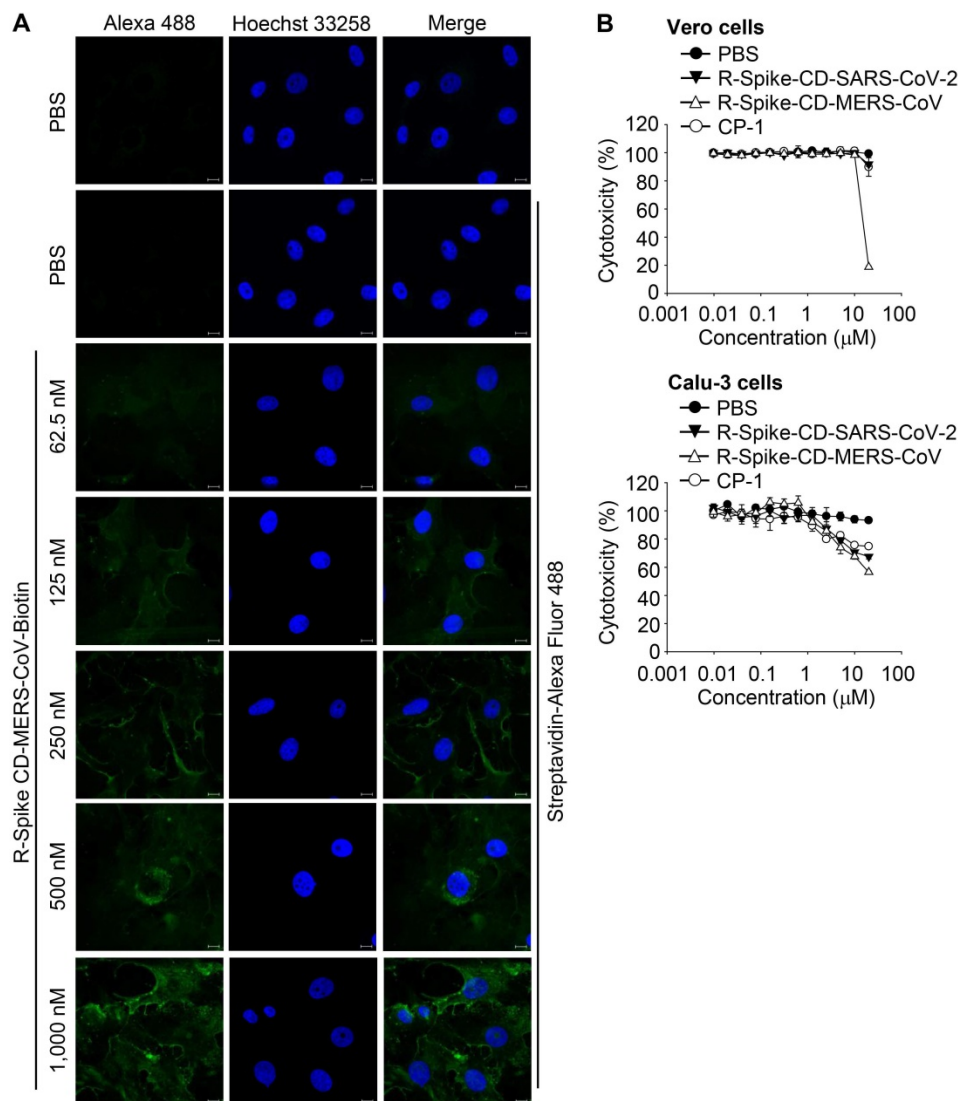 A
Alexa 488
Hoechst 33258
Merge
PBS
PBS
62.5 nM
125 nM
250 nM
500 nM
1,000 nM
R-Spike CD-MERS-CoV-Biotin
Streptavidin-Alexa Fluor 488
B
Vero cells
PBS
R-Spike-CD-SARS-CoV-2
R-Spike-CD-MERS-CoV
CP-1
Cytotoxicity (%)
120
100
80
60
40
20
0
0.001 0.01 0.1 1 10 100
Concentration (μM)
Calu-3 cells
PBS
R-Spike-CD-SARS-CoV-2
R-Spike-CD-MERS-CoV
CP-1
Cytotoxicity (%)
120
100
80
60
40
20
0
0.001 0.01 0.1 1 10 100
Concentration (μM)